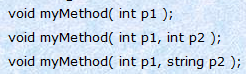 void myMethod( int p1 );
void myMethod( int p1, int p2 );
void myMethod( int p1, string p2 );